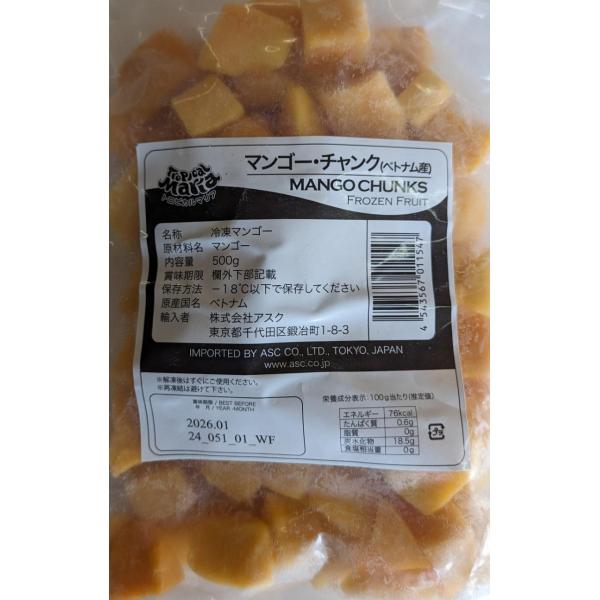 TROPICAL
Maria
トロピカルマリア
マンゴー・チャンク(ベトナム産)
MANGO CHUNKS
FROZEN FRUIT
名称 冷凍マンゴー
原材料名 マンゴー
内容量 500g
賞味期限 欄外下部記載
保存方法 －18℃以下で保存してください
原産国名 ベトナム
輸入者 株式会社アスク
東京都千代田区鍛冶町1-8-3
4 543567 011547
IMPORTED BY ASC CO., LTD., TOKYO, JAPAN
www.asc.co.jp
※解凍後はすぐにご使用ください。
※再凍結は避けて下さい。
賞味期限 / BEST BEFORE
年 月 / YEAR -MONTH
2026.01
24_051_01_WF
栄養成分表示：100g当たり(推定値)
エネルギー 76kcal
たんぱく質 0.6g
脂質 0g
炭水化物 18.5g
食塩相当量 0g
プラ